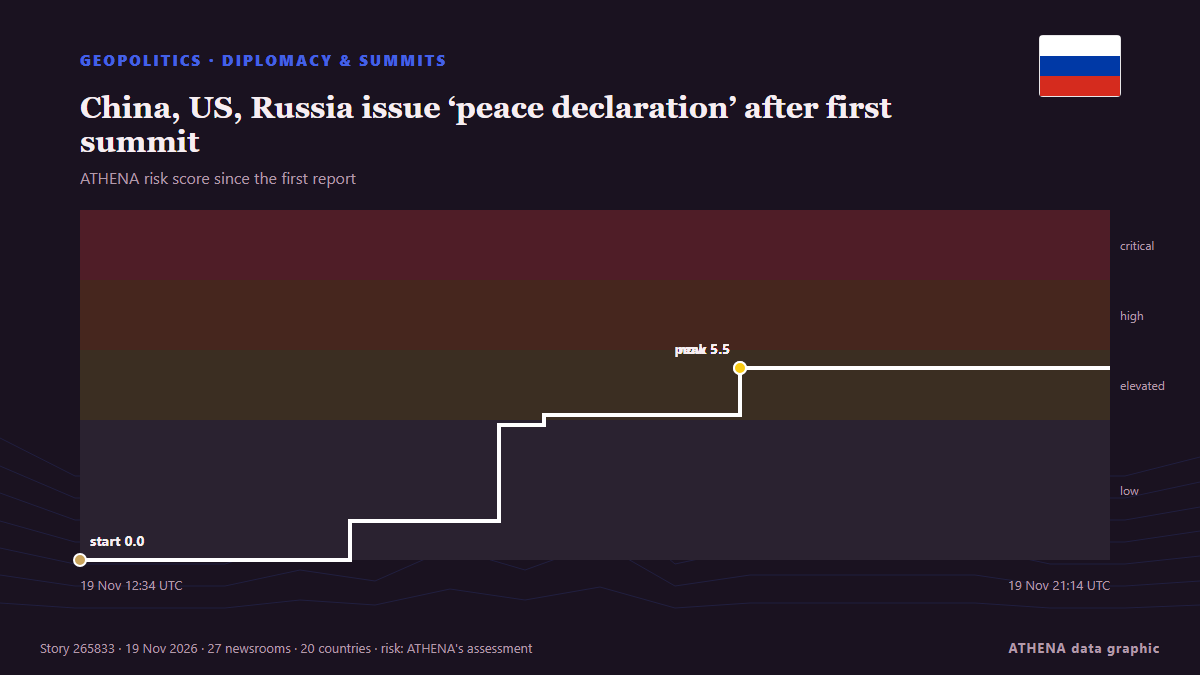 GEOPOLITICS · DIPLOMACY & SUMMITS
China, US, Russia issue ‘peace declaration’ after first
summit
ATHENA risk score since the first report
critical
high
peak 5.5
elevated
low
start 0.0
19 Nov 12:34 UTC
19 Nov 21:14 UTC
Story 265833 · 19 Nov 2026 · 27 newsrooms · 20 countries · risk: ATHENA's assessment
ATHENA data graphic